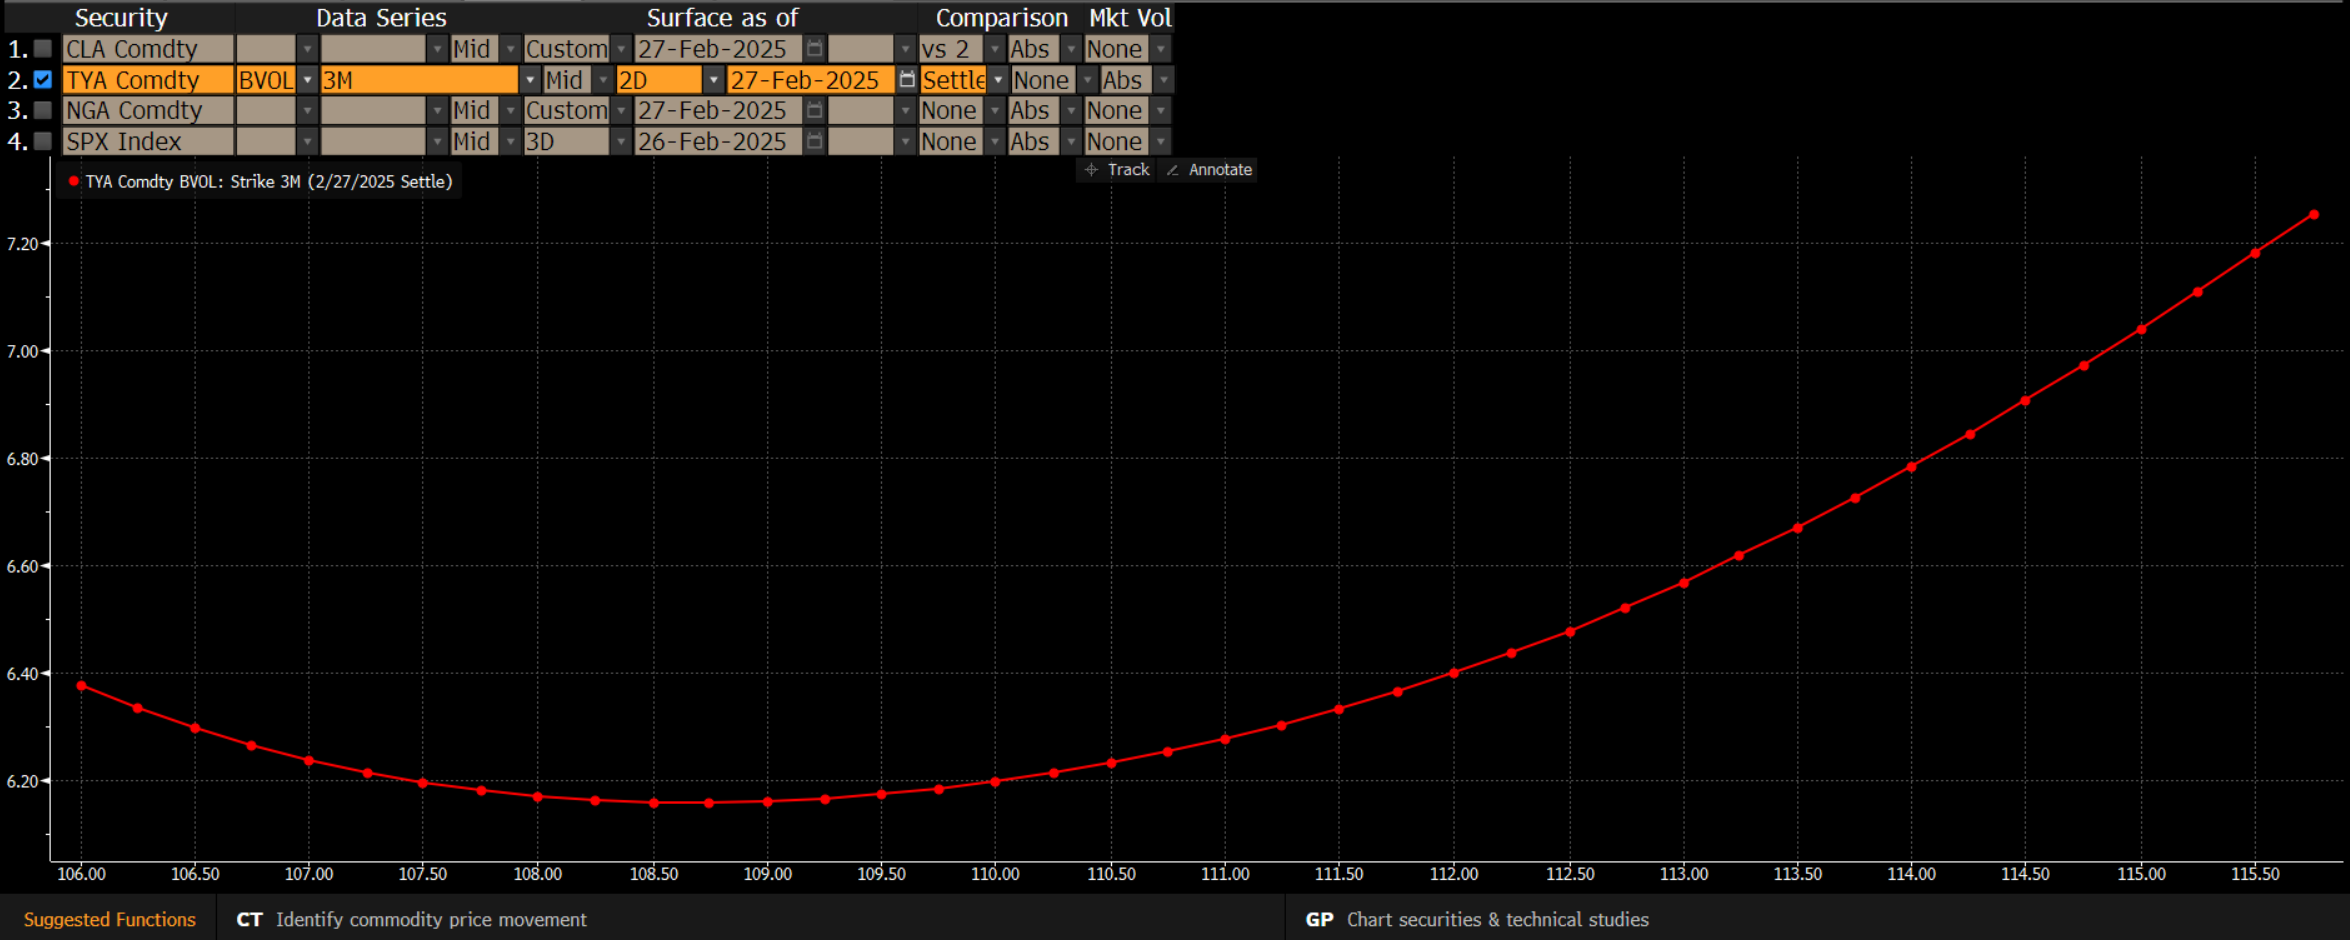 Security Data Series Surface as of Comparison Mkt Vol
1. CLA Comdty Mid Custom 27-Feb-2025 vs 2 Abs None
2. TYA Comdty BVOL 3M Mid 2D 27-Feb-2025 Settle None Abs
3. NGA Comdty Mid Custom 27-Feb-2025 None Abs None
4. SPX Index Mid 3D 26-Feb-2025 None Abs None
Track Annotate
TYA Comdty BVOL: Strike 3M (2/27/2025 Settle)
7.20
7.00
6.80
6.60
6.40
6.20
106.00 106.50 107.00 107.50 108.00 108.50 109.00 109.50 110.00 110.50 111.00 111.50 112.00 112.50 113.00 113.50 114.00 114.50 115.00 115.50
Suggested Functions CT Identify commodity price movement GP Chart securities & technical studies